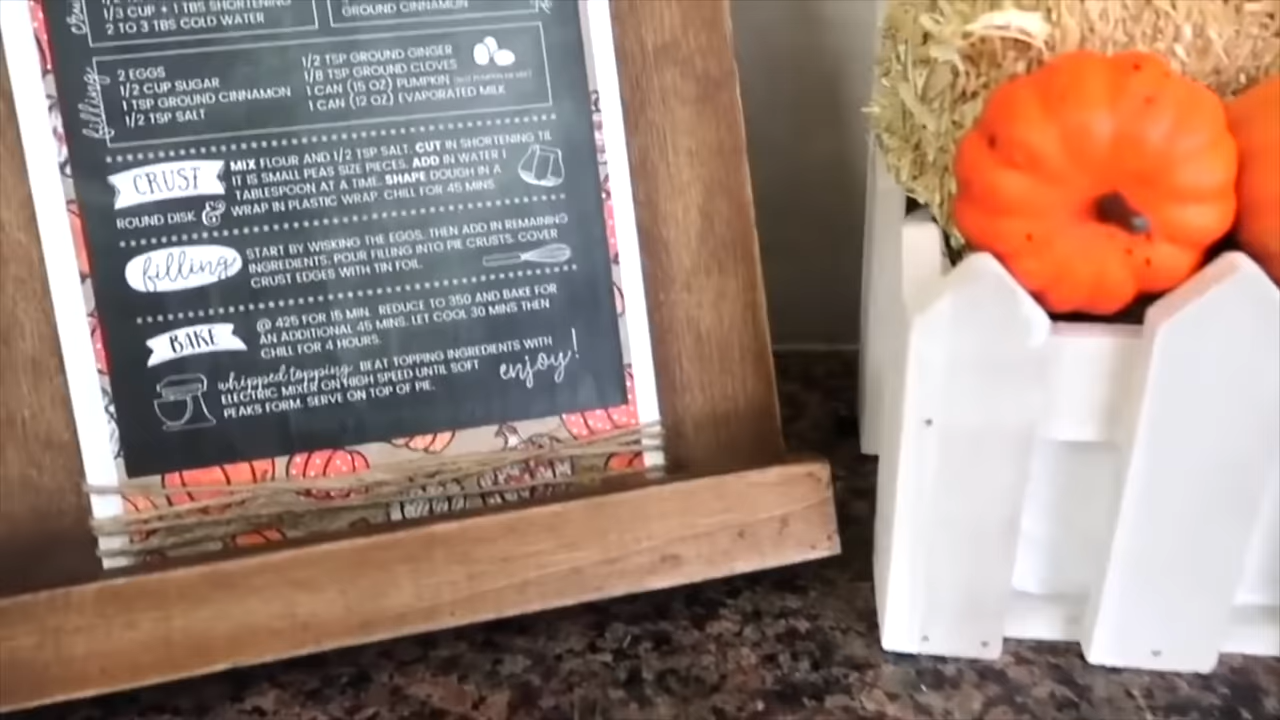 1/3 CUP + 1 TBS SHORTENING
2 TO 3 TBS COLD WATER
GROUND CINNAMON
filling
2 EGGS
1/2 CUP SUGAR
1 TSP GROUND CINNAMON
1/2 TSP SALT
1/2 TSP GROUND GINGER
1/8 TSP GROUND CLOVES
1 CAN (15 OZ) PUMPKIN
1 CAN (12 OZ) EVAPORATED MILK
CRUST
MIX FLOUR AND 1/2 TSP SALT. CUT IN SHORTENING TIL
IT IS SMALL PEAS SIZE PIECES. ADD IN WATER 1
TABLESPOON AT A TIME. SHAPE DOUGH IN A
ROUND DISK & WRAP IN PLASTIC WRAP. CHILL FOR 45 MINS.
filling
START BY WISKING THE EGGS. THEN ADD IN REMAINING
INGREDIENTS. POUR FILLING INTO PIE CRUSTS. COVER
CRUST EDGES WITH TIN FOIL.
BAKE
@ 425 FOR 15 MIN. REDUCE TO 350 AND BAKE FOR
AN ADDITIONAL 45 MINS. LET COOL 30 MINS THEN
CHILL FOR 4 HOURS.
whipped topping: BEAT TOPPING INGREDIENTS WITH
ELECTRIC MIXER ON HIGH SPEED UNTIL SOFT
PEAKS FORM. SERVE ON TOP OF PIE.
enjoy!